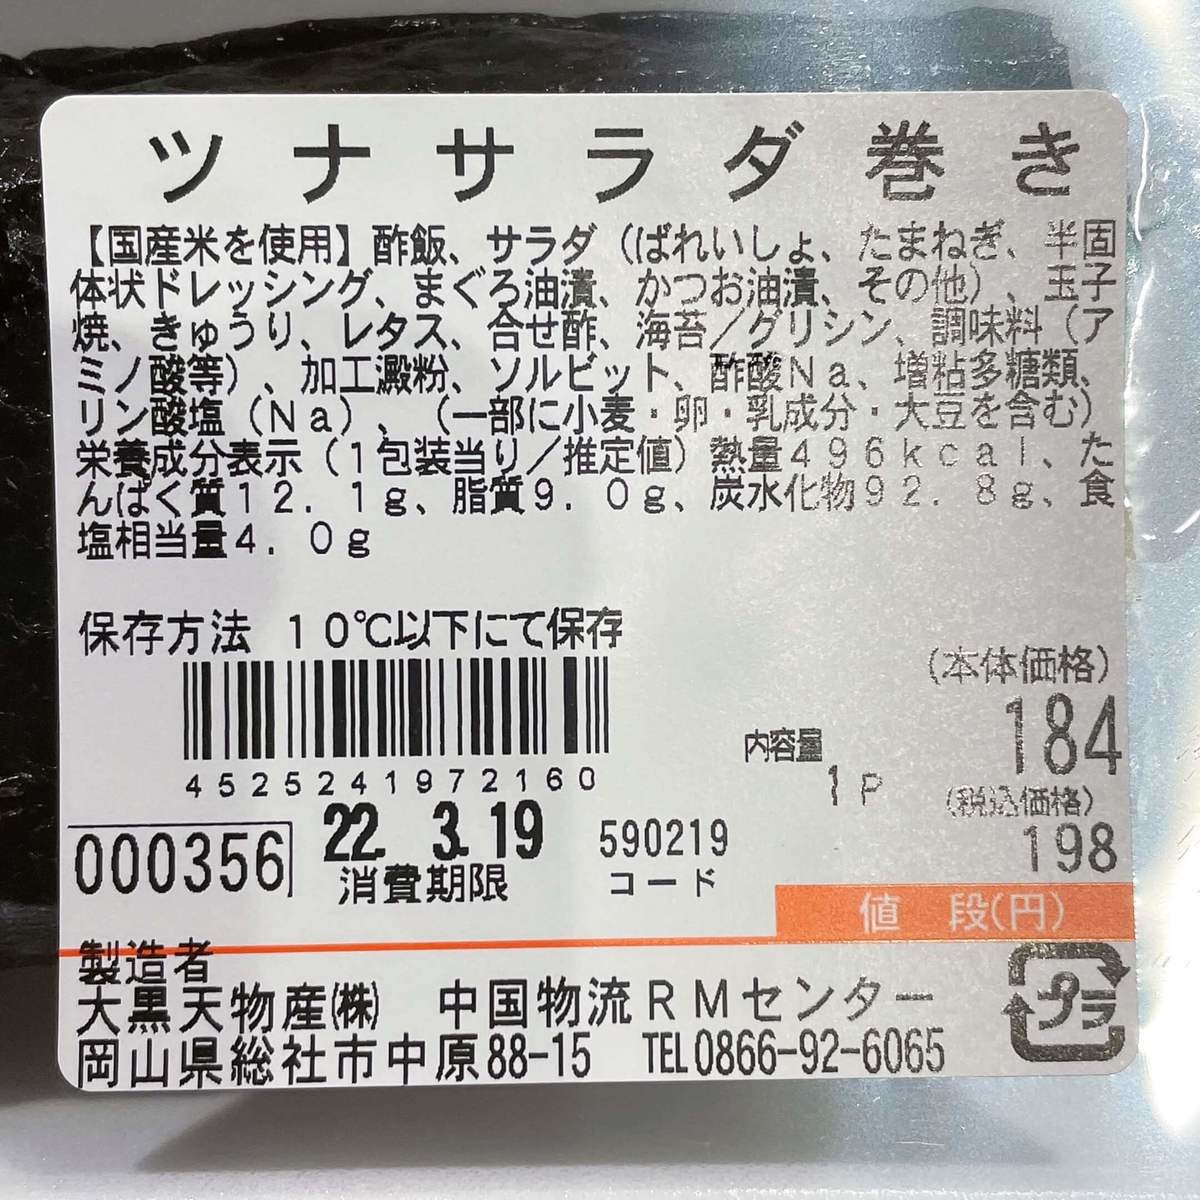 ツナサラダ巻き
【国産米を使用】酢飯、サラダ（ばれいしょ、たまねぎ、半固
体状ドレッシング、まぐろ油漬、かつお油漬、その他）、玉子
焼、きゅうり、レタス、合せ酢、海苔／グリシン、調味料（ア
ミノ酸等）、加工澱粉、ソルビット、酢酸Ｎａ、増粘多糖類、
リン酸塩（Ｎａ）、（一部に小麦・卵・乳成分・大豆を含む）
栄養成分表示（１包装当り／推定値）熱量４９６ｋｃａｌ、た
んぱく質１２．１ｇ、脂質９．０ｇ、炭水化物９２．８ｇ、食
塩相当量４．０ｇ
保存方法 １０℃以下にて保存
(本体価格)
184
4525241972160
内容量
1P
(税込価格)
198
000356
22. 3.19
消費期限
590219
コード
値 段(円)
製造者
大黒天物産㈱ 中国物流ＲＭセンター
岡山県総社市中原88-15 TEL0866-92-6065
プラ